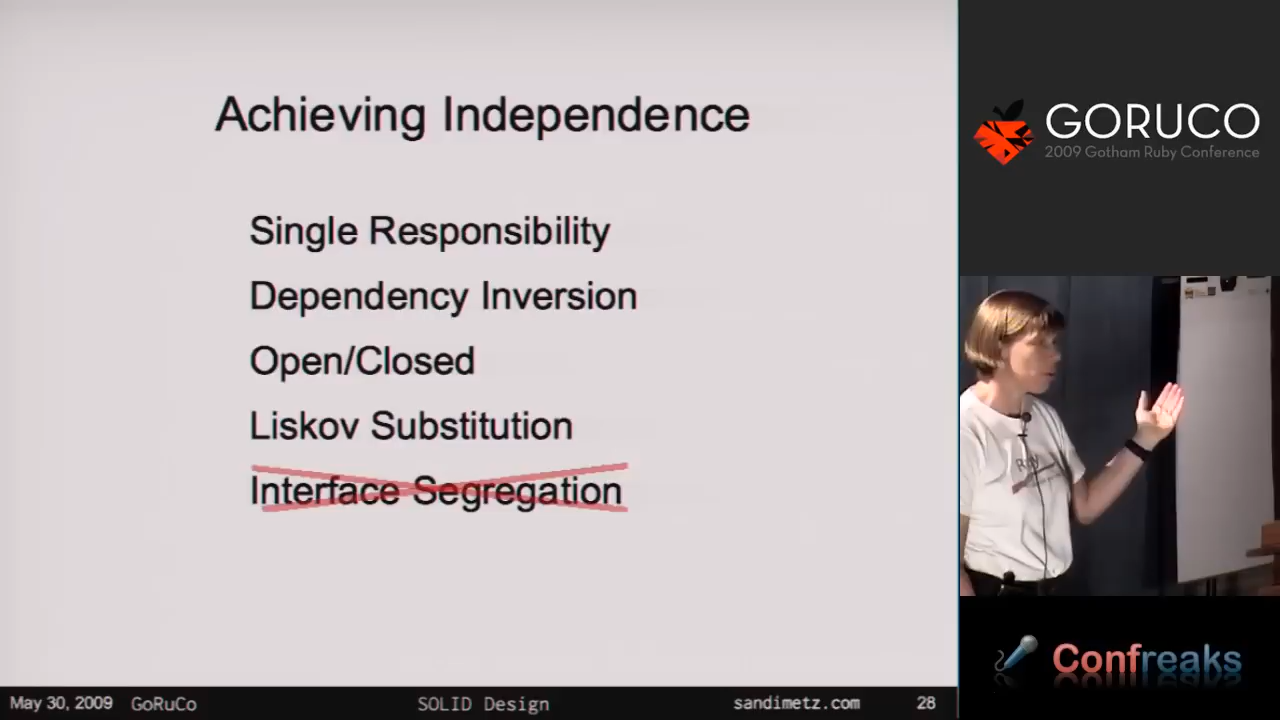 Achieving Independence
Single Responsibility
Dependency Inversion
Open/Closed
Liskov Substitution
Interface Segregation
May 30, 2009 GoRuCo SOLID Design sandimetz.com 28
GORUCO
2009 Gotham Ruby Conference
Confreaks